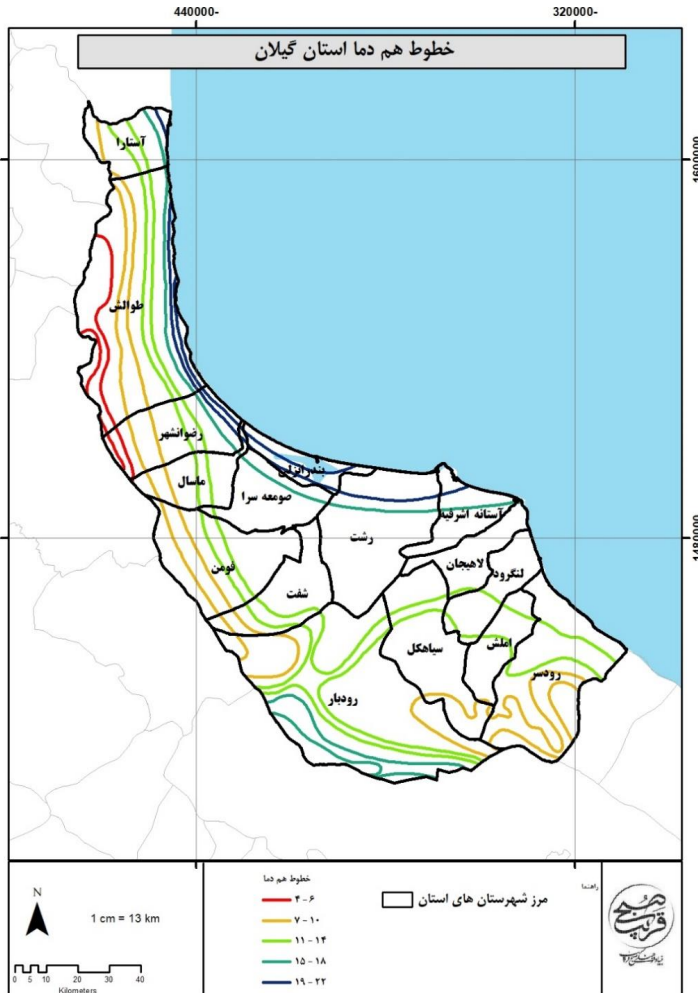 440000-
320000-
خطوط هم دما استان گیلان
1600000
1480000
آستارا
طوالش
رضوانشهر
ماسال
بندرانزلی
صومعه سرا
رشت
آستانه اشرفیه
لاهیجان
لنگرود
فومن
شفت
سیاهکل
املش
رودسر
رودبار
N
1 cm = 13 km
0 5 10 20 30 40
Kilometers
خطوط هم دما
۴ - ۶
۷ - ۱۰
۱۱ - ۱۴
۱۵ - ۱۸
۱۹ - ۲۲
راهنما
مرز شهرستان های استان